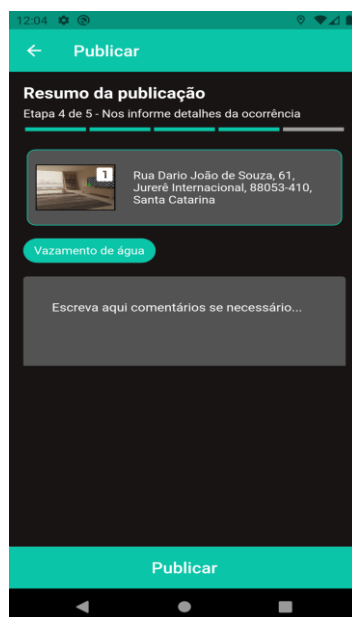 12:04
Publicar
Resumo da publicação
Etapa 4 de 5 - Nos informe detalhes da ocorrência
1
Rua Dario João de Souza, 61,
Jurerê Internacional, 88053-410,
Santa Catarina
Vazamento de água
Escreva aqui comentários se necessário...
Publicar